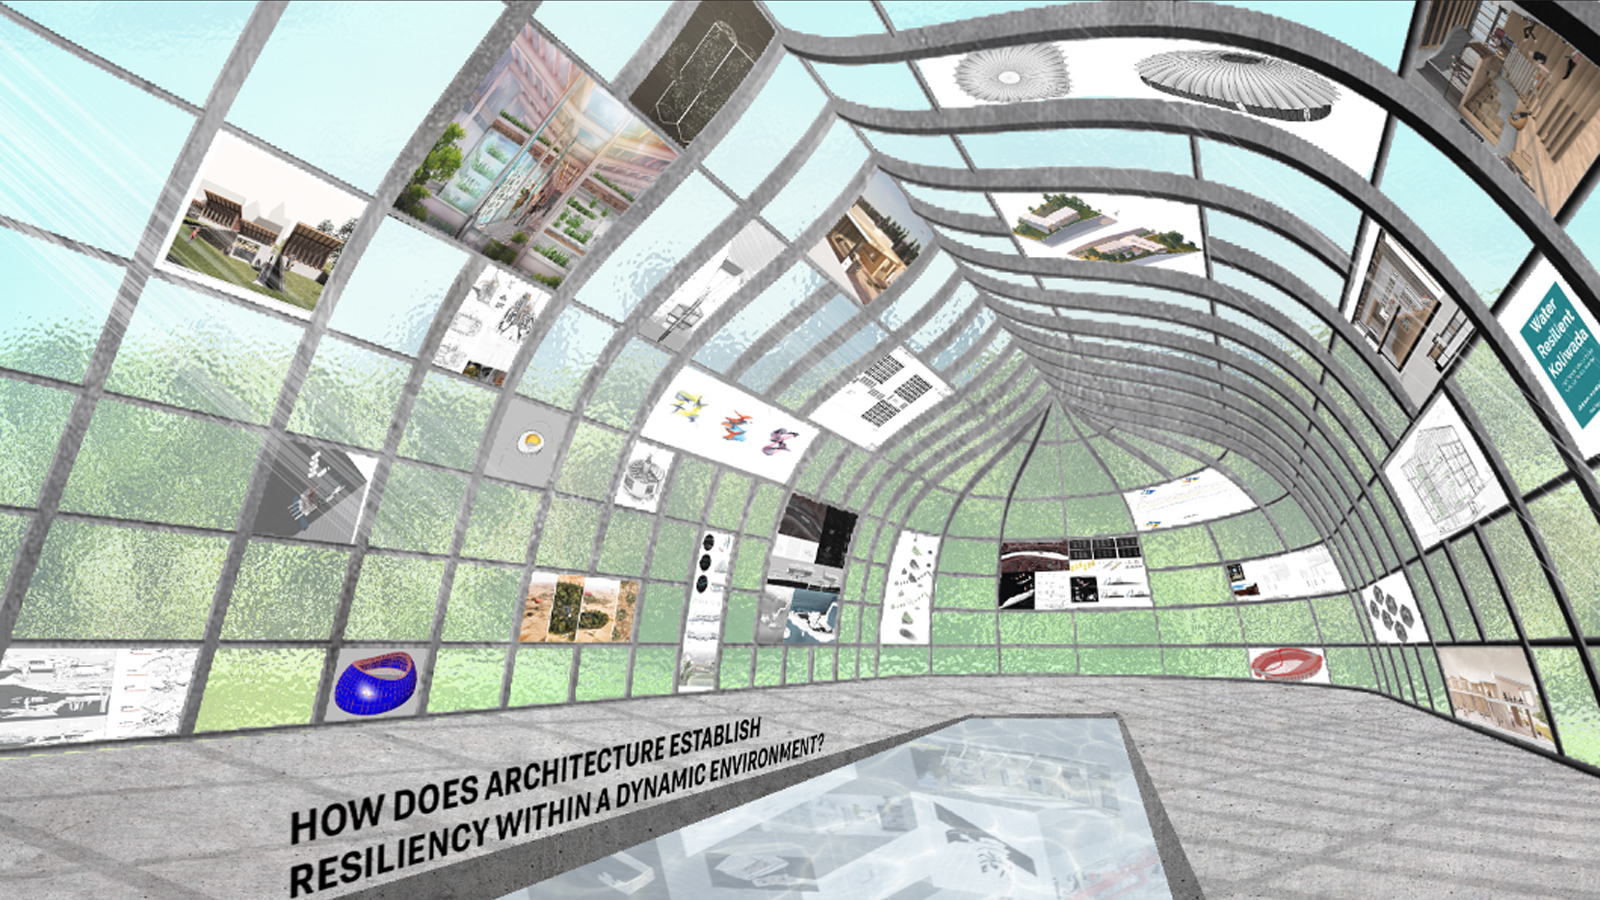 HOW DOES ARCHITECTURE ESTABLISH
RESILIENCY WITHIN A DYNAMIC ENVIRONMENT?
Water
Resilient
Koliwada